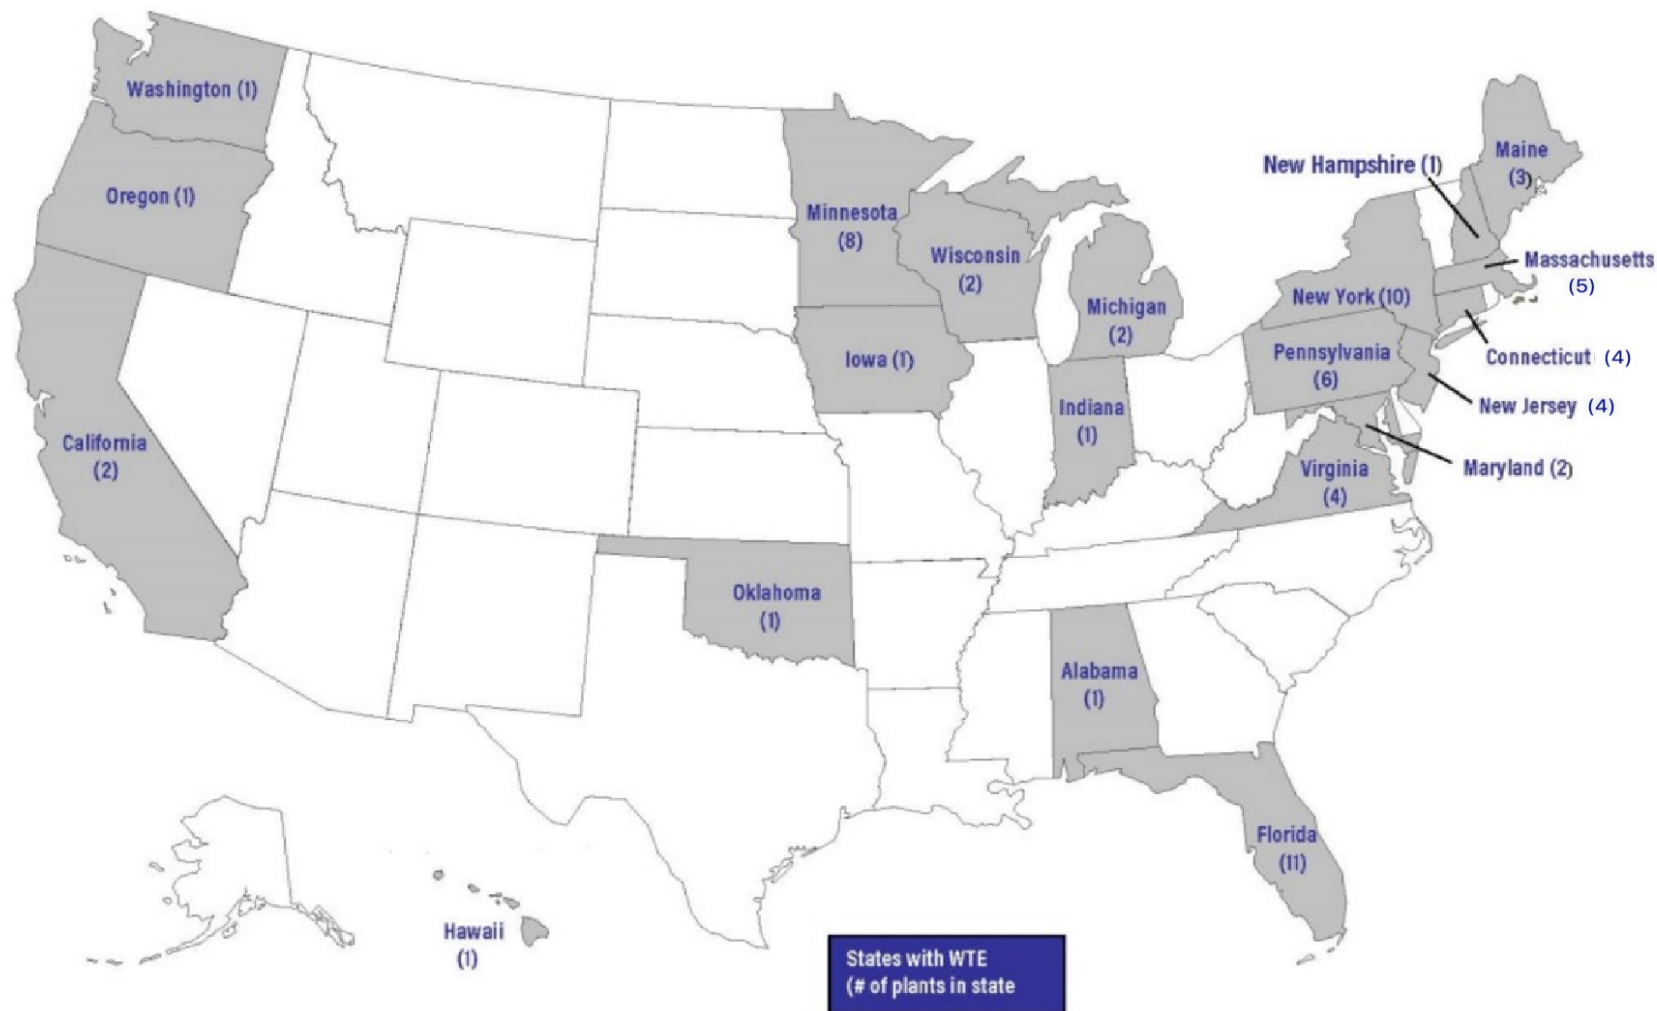 Washington (1)
Oregon (1)
California
(2)
Minnesota
(8)
Wisconsin
(2)
Iowa (1)
Michigan
(2)
Indiana
(1)
Oklahoma
(1)
Alabama
(1)
Florida
(11)
New Hampshire (1)
Maine
(3)
Massachusetts
(5)
New York (10)
Connecticut (4)
Pennsylvania
(6)
New Jersey (4)
Maryland (2)
Virginia
(4)
Hawaii
(1)
States with WTE
(# of plants in state